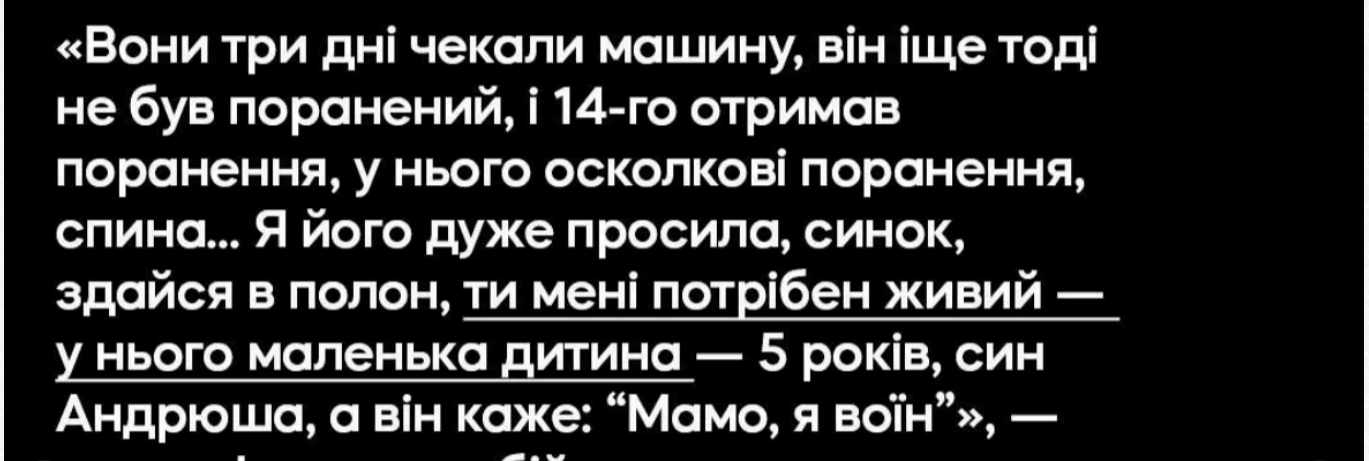 «Вони три дні чекали машину, він іще тоді
не був поранений, і 14-го отримав
поранення, у нього осколкові поранення,
спина... Я його дуже просила, синок,
здайся в полон, ти мені потрібен живий —
у нього маленька дитина — 5 років, син
Андрюша, а він каже: “Мамо, я воїн”», —